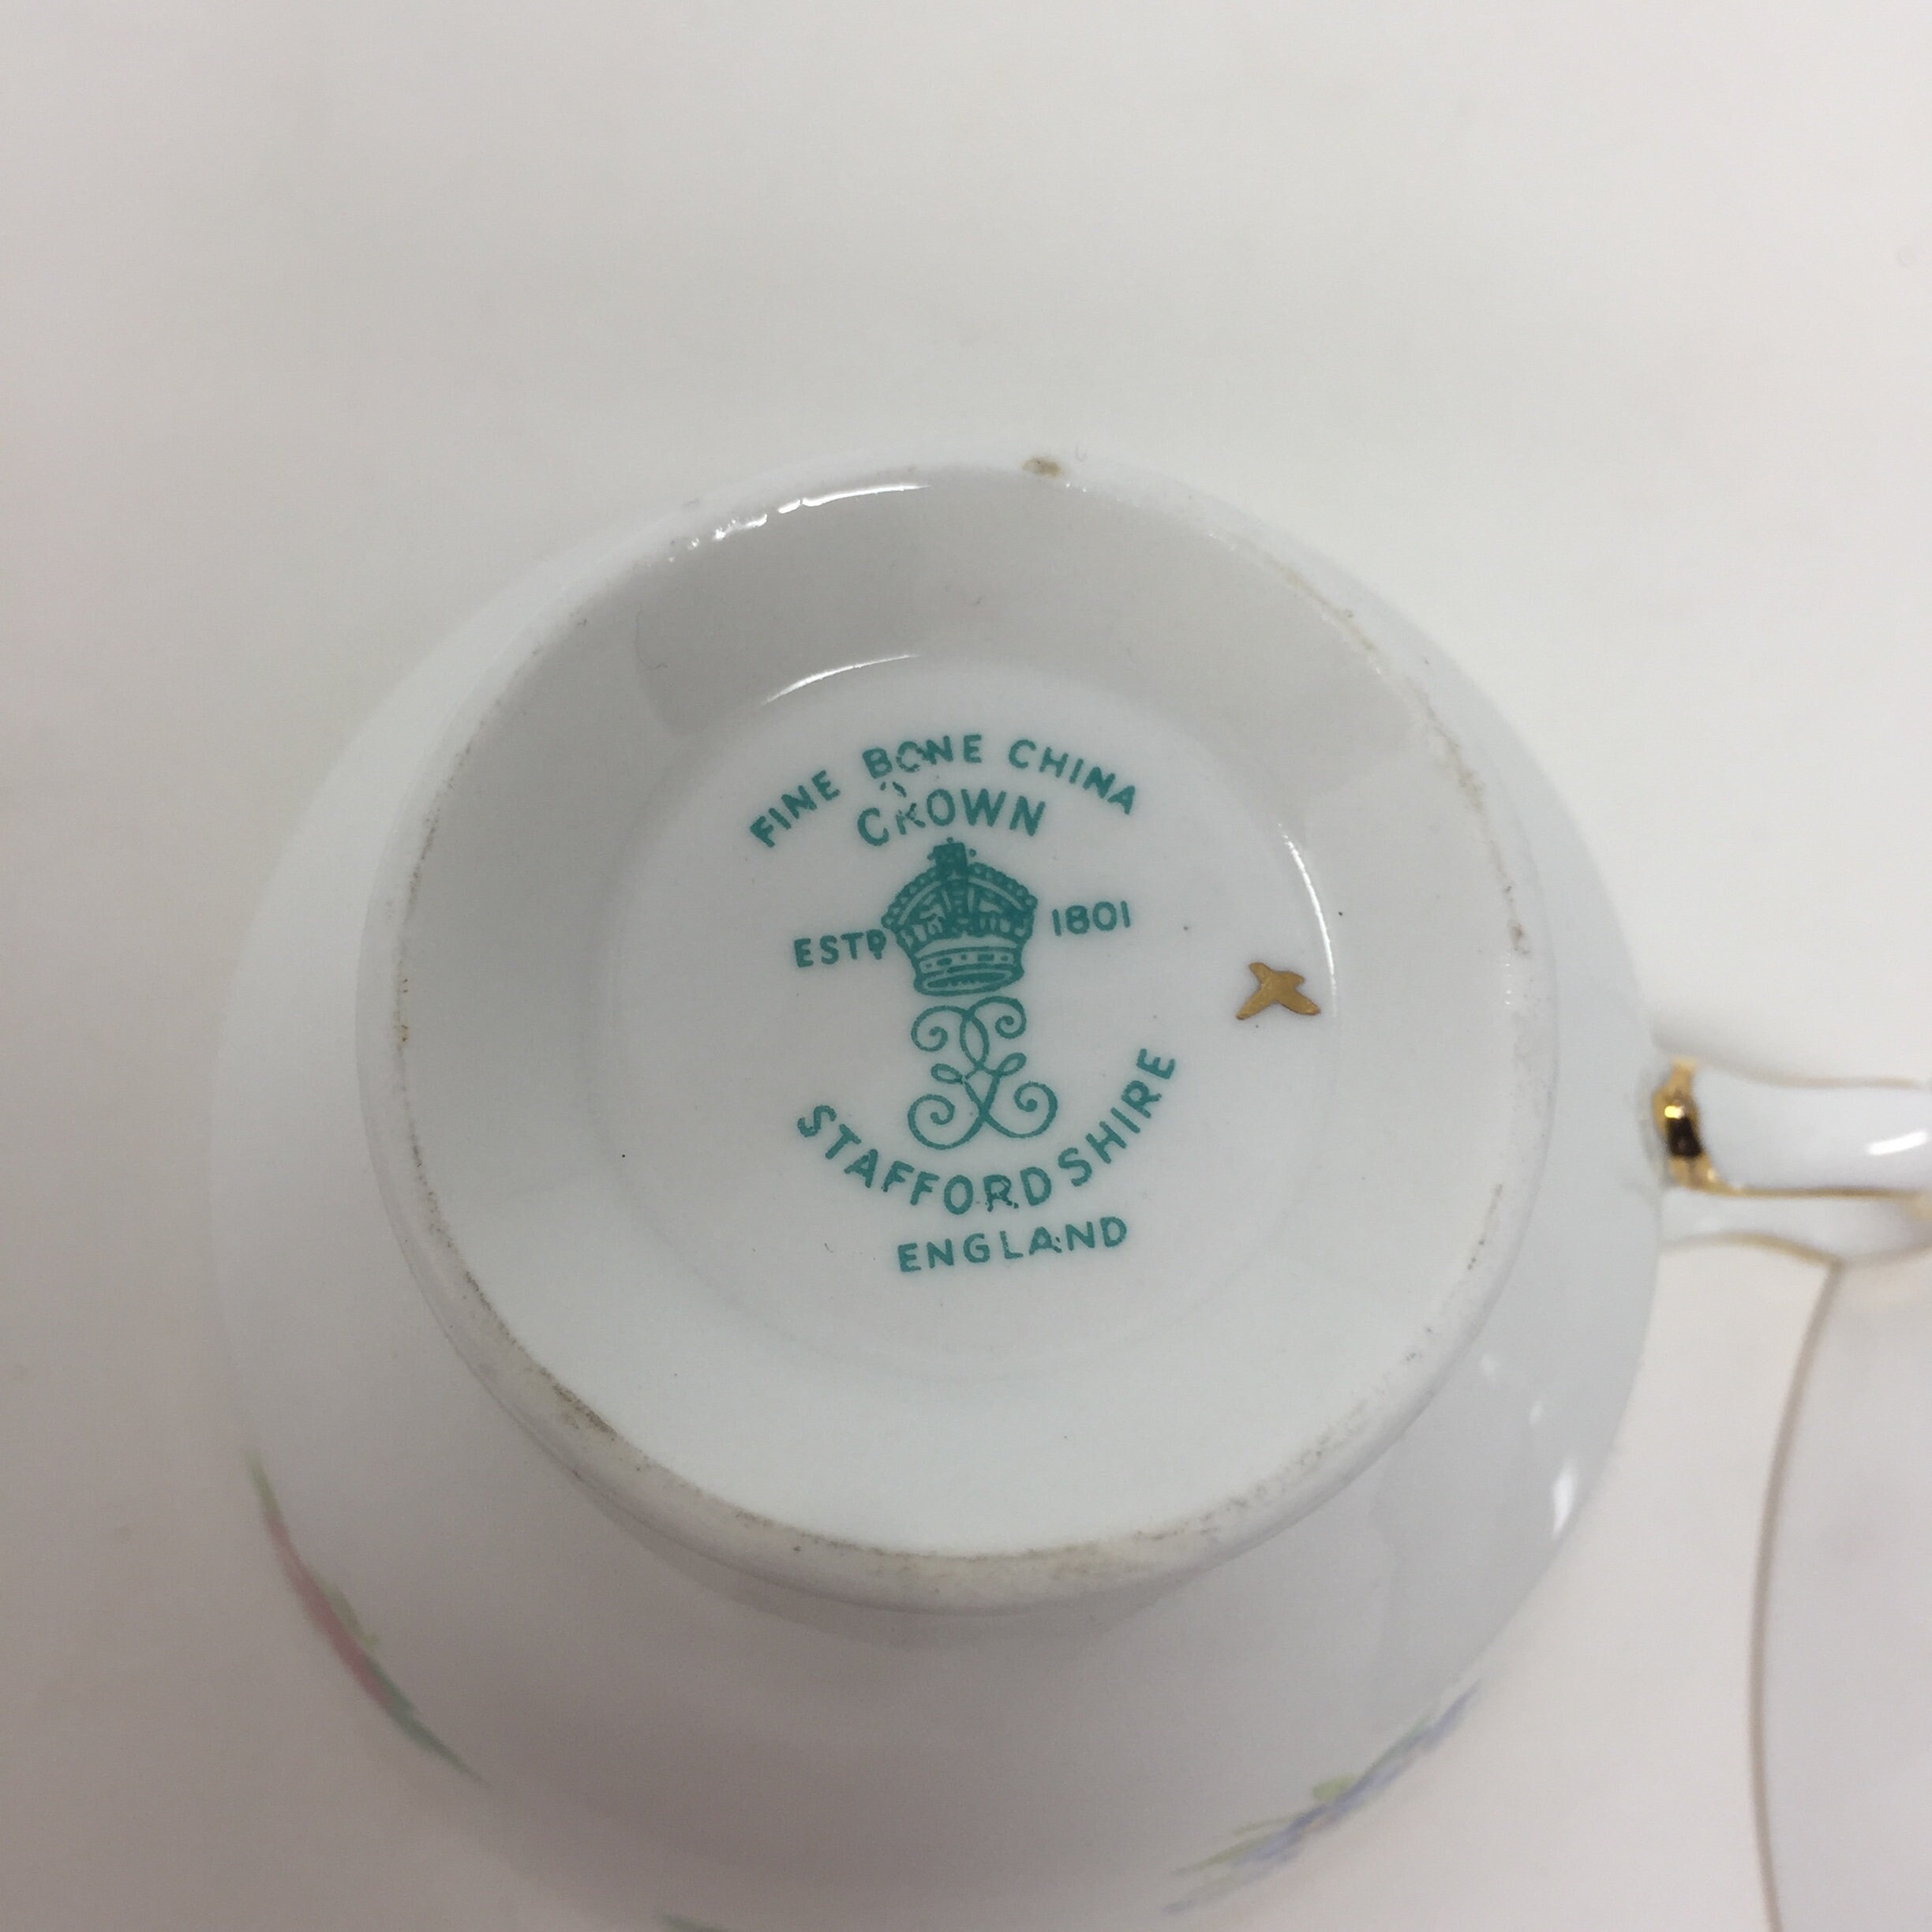 FINE BONE CHINA
CROWN
ESTD 1801
STAFFORDSHIRE
ENGLAND